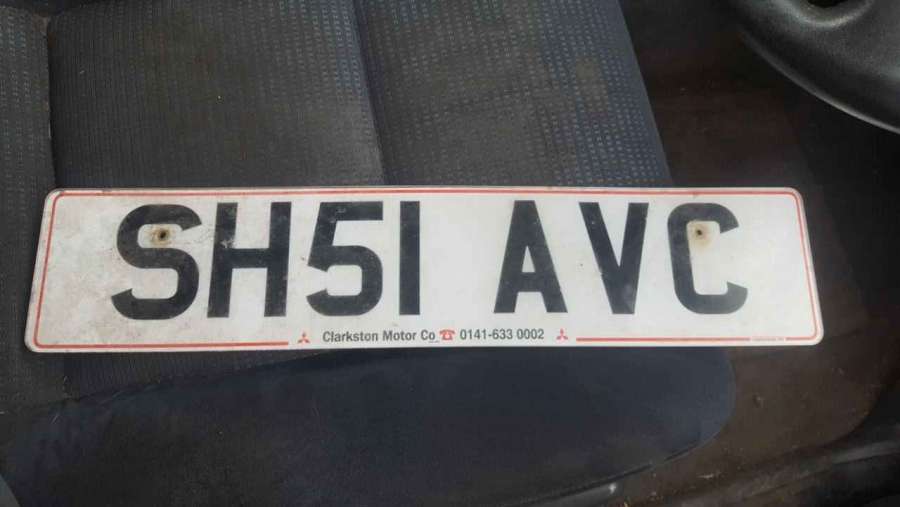 SH51 AVC
Clarkston Motor Co ☎ 0141-633 0002